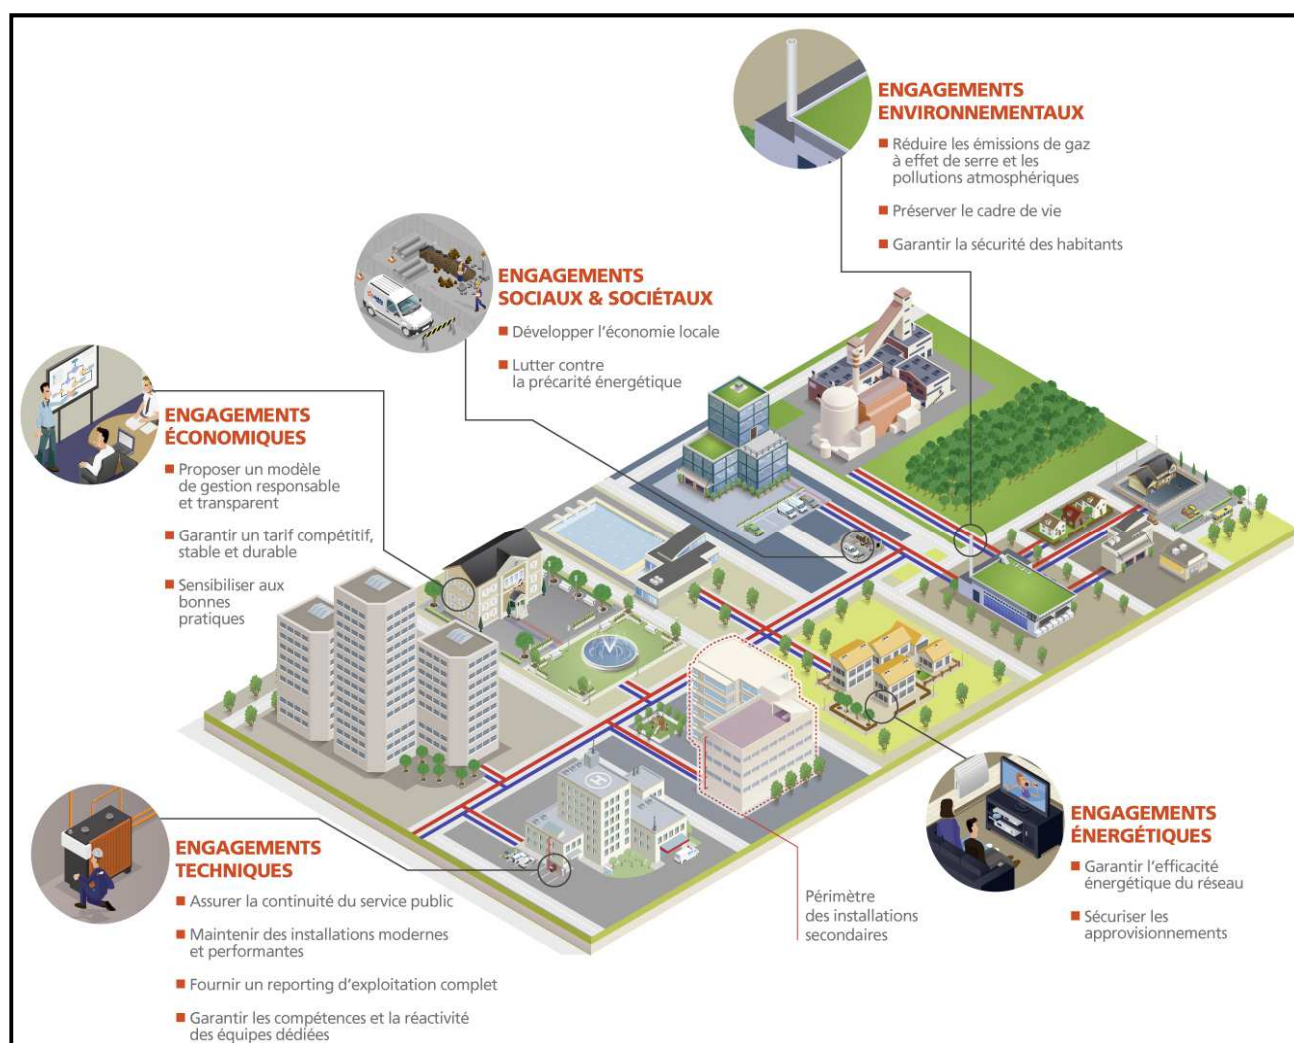 ENGAGEMENTS
ENVIRONNEMENTAUX
Réduire les émissions de gaz
à effet de serre et les
pollutions atmosphériques
Préserver le cadre de vie
Garantir la sécurité des habitants
ENGAGEMENTS
SOCIAUX & SOCIÉTAUX
Développer l'économie locale
Lutter contre
la précarité énergétique
ENGAGEMENTS
ÉCONOMIQUES
Proposer un modèle
de gestion responsable
et transparent
Garantir un tarif compétitif,
stable et durable
Sensibiliser aux
bonnes
pratiques
H
ENGAGEMENTS
TECHNIQUES
Assurer la continuité du service public
Maintenir des installations modernes
et performantes
Fournir un reporting d'exploitation complet
Garantir les compétences et la réactivité
des équipes dédiées
Périmètre
des installations
secondaires
ENGAGEMENTS
ÉNERGÉTIQUES
Garantir l'efficacité
énergétique du réseau
Sécuriser les
approvisionnements